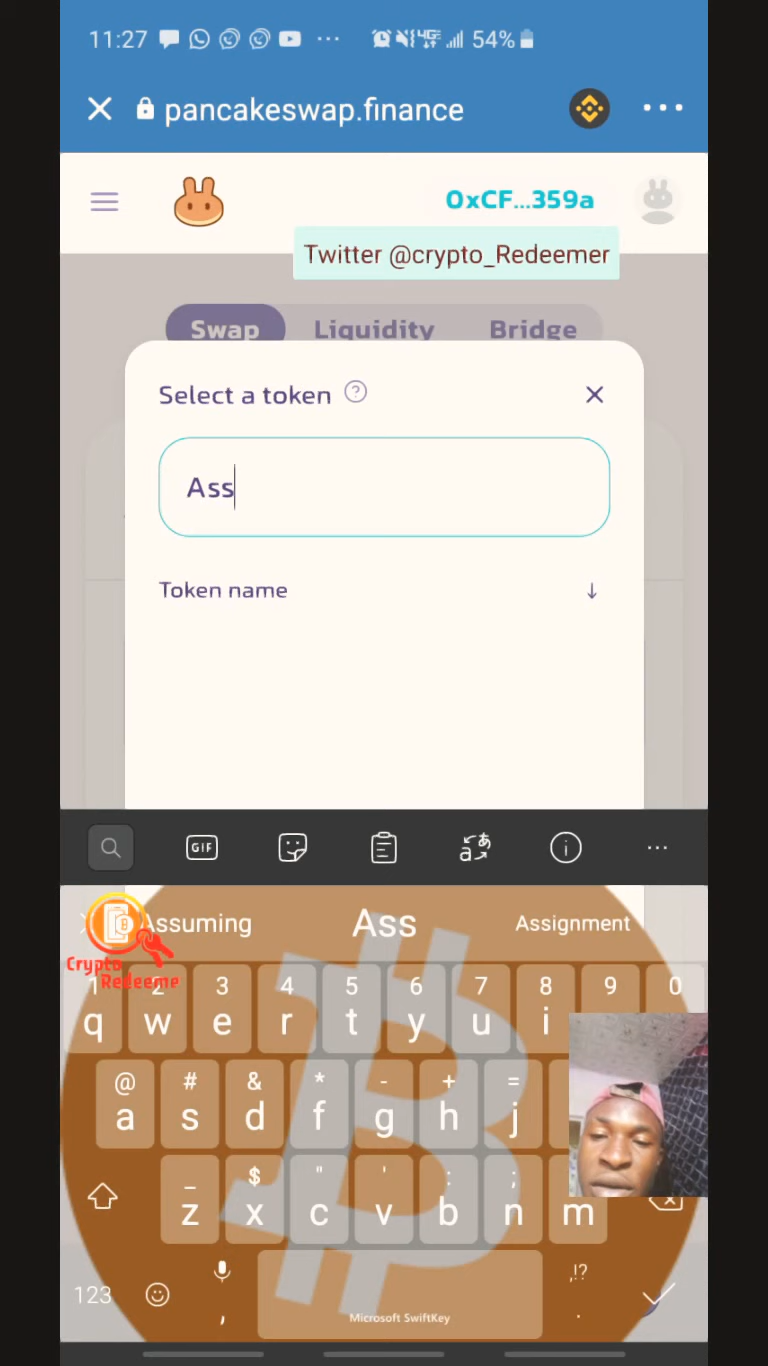 11:27 54%
pancakeswap.finance
0xCF...359a
Twitter @crypto_Redeemer
Swap Liquidity Bridge
Select a token ?
Ass
Token name
GIF
Assuming Ass Assignment
Crypto
Redeeme
1 2 3 4 5 6 7 8 9 0
q w e r t y u i
@ # & * - + =
a s d f g h j
_ $ " ' : ;
z x c v b n m
123 , ,!? .
Microsoft SwiftKey